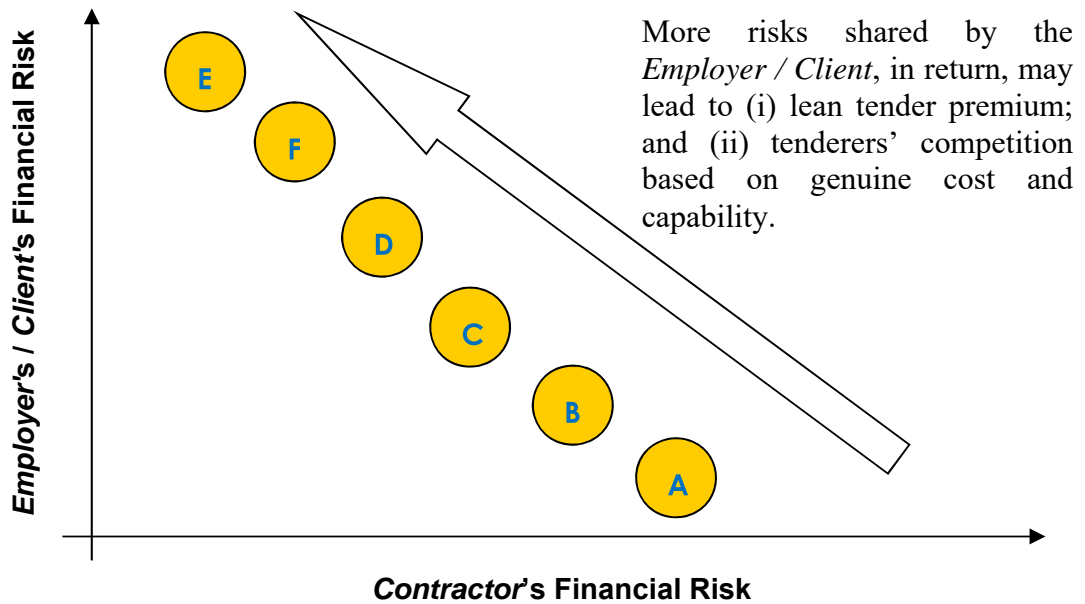 Employer's / Client's Financial Risk
More risks shared by the
Employer / Client, in return, may
lead to (i) lean tender premium;
and (ii) tenderers’ competition
based on genuine cost and
capability.
E
F
D
C
B
A
Contractor’s Financial Risk